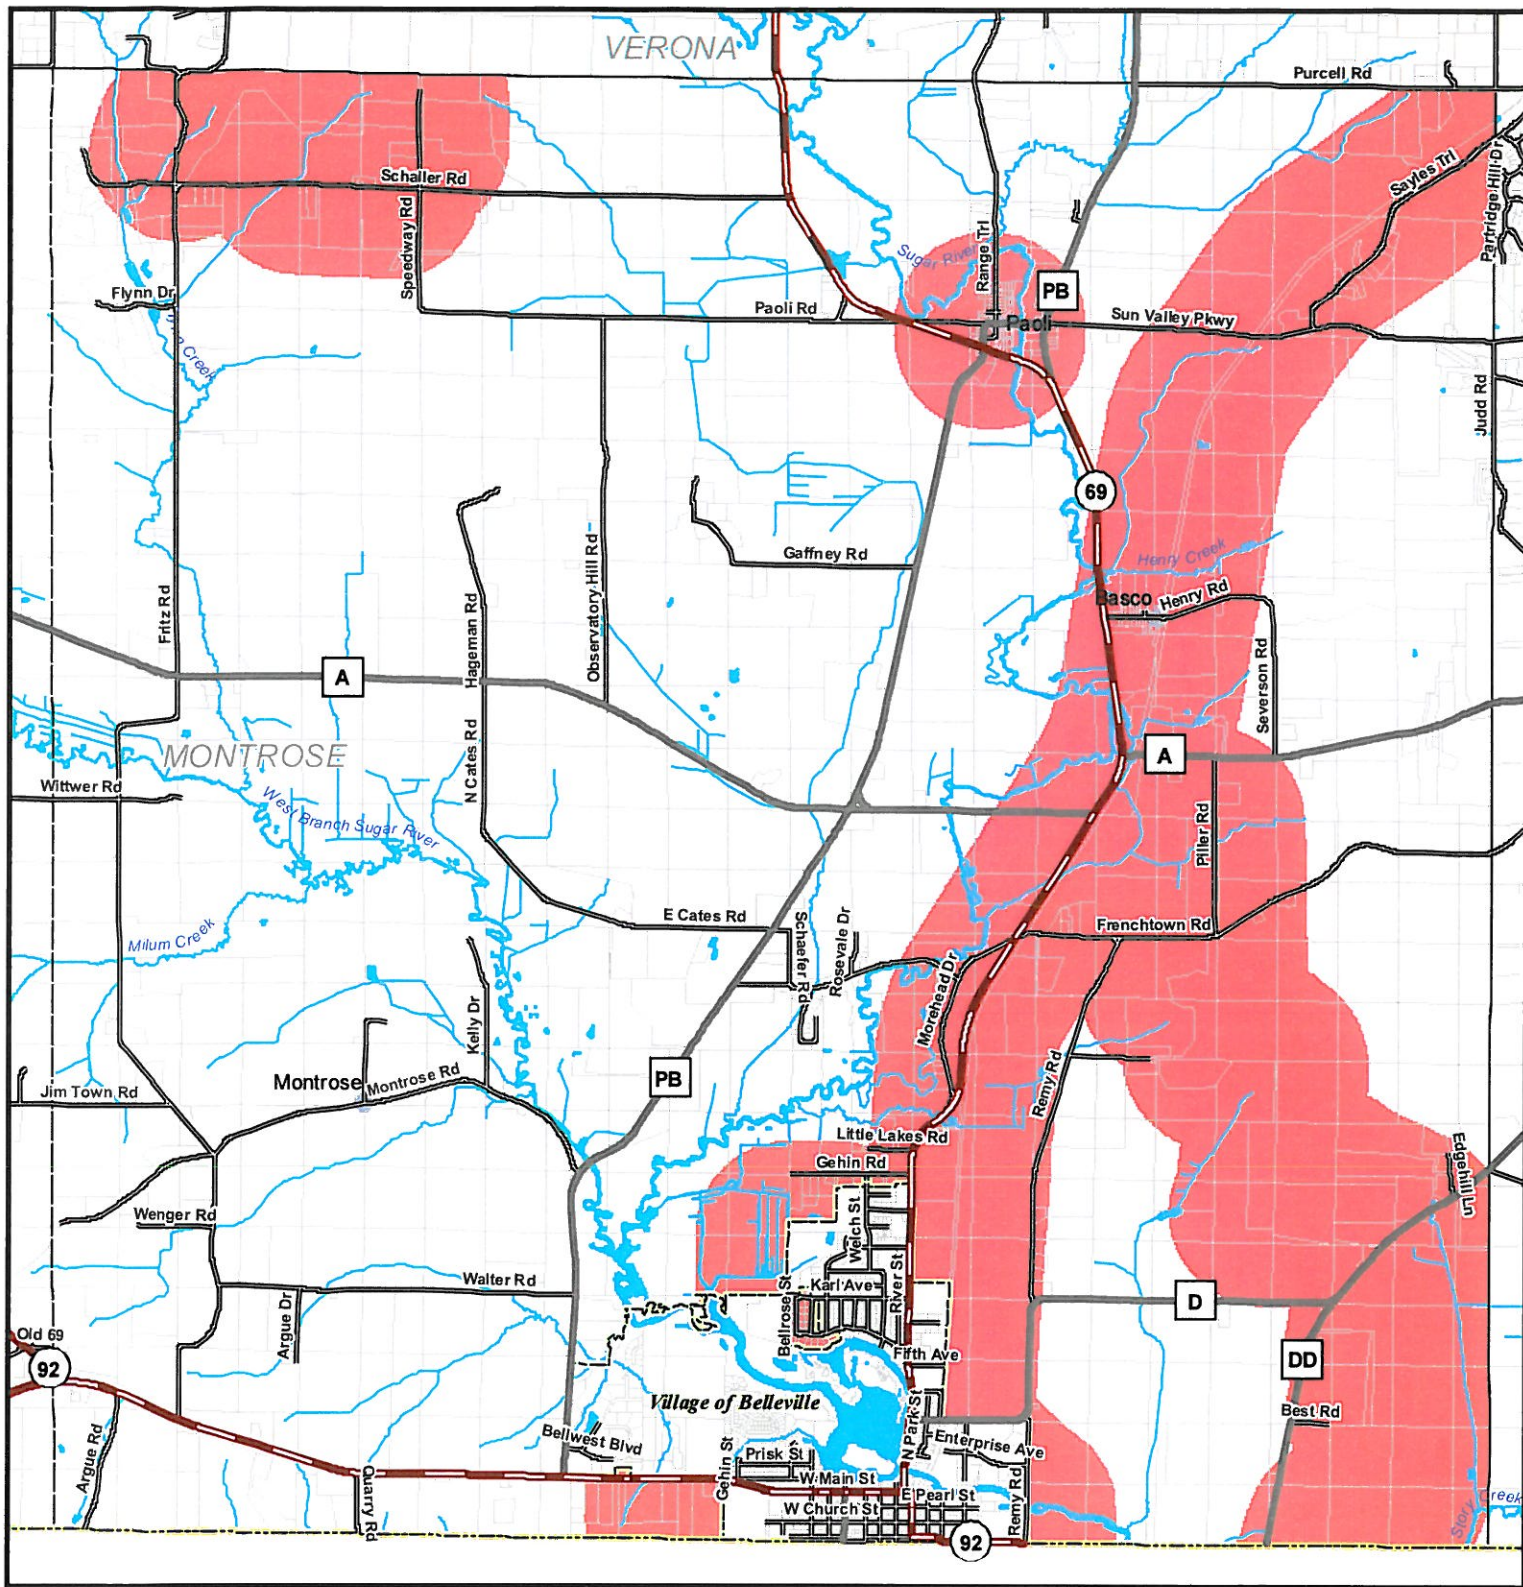 VERONA
Purcell Rd
Schaller Rd
Sayles Trl
Partridge Hill Dr
Speedway Rd
Sugar River
Range Trl
Flynn Dr
PB
Paoli Rd
Paoli
Sun Valley Pkwy
Creek
Judd Rd
69
Observatory Hill Rd
Gaffney Rd
Henry Creek
Fritz Rd
Hageman Rd
Basco
Henry Rd
A
Severson Rd
MONTROSE
N Cates Rd
A
Wittwer Rd
West Branch Sugar River
Piller Rd
E Cates Rd
Schaefer Rd
Rosevale Dr
Frenchtown Rd
Milum Creek
Morehead Dr
Kelly Dr
Montrose
Montrose Rd
PB
Remy Rd
Jim Town Rd
Little Lakes Rd
Gehin Rd
Edgehill Ln
Wenger Rd
Welch St
Walter Rd
Karl Ave
River St
Bellrose St
D
Argue Dr
Old 69
92
Fifth Ave
DD
Village of Belleville
N Park St
Best Rd
Argue Rd
Bellwest Blvd
Enterprise Ave
Gehin St
Prisk St
W Main St
Quarry Rd
W Church St
E Pearl St
Remy Rd
Story Creek
92